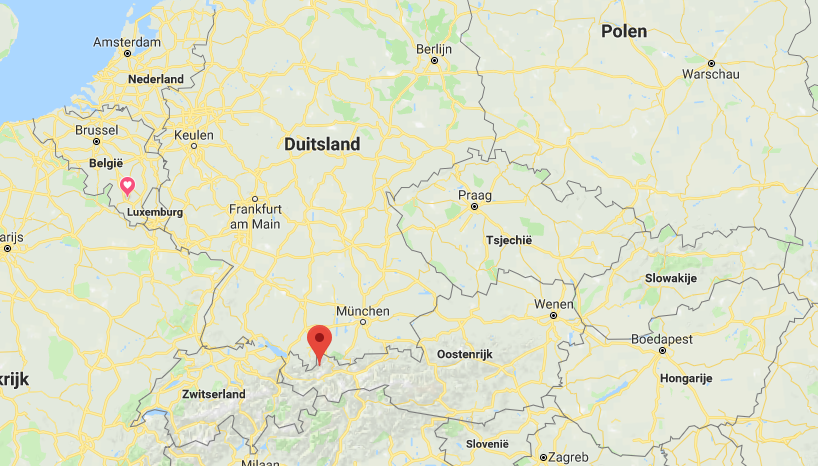 Polen
Amsterdam
Berlijn
Warschau
Nederland
Brussel
Keulen
Duitsland
België
Praag
Luxemburg
Frankfurt
am Main
arijs
Tsjechië
Slowakije
Wenen
München
Boedapest
Oostenrijk
krijk
Zwitserland
Hongarije
Slovenië
Zagreb
Milaan